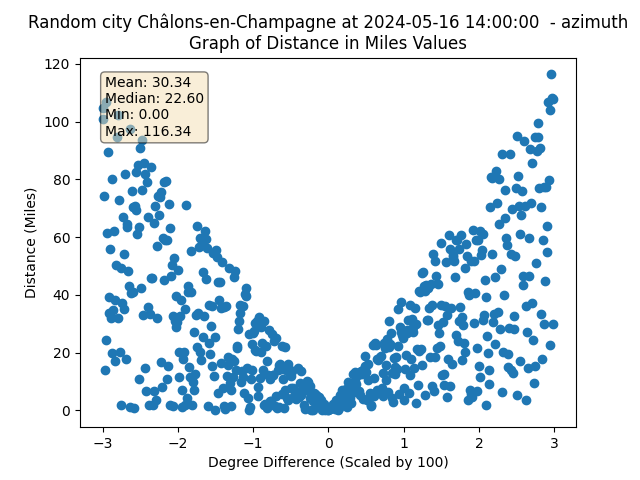 Random city Châlons-en-Champagne at 2024-05-16 14:00:00 - azimuth
Graph of Distance in Miles Values
Mean: 30.34
Median: 22.60
Min: 0.00
Max: 116.34
Distance (Miles)
120
100
80
60
40
20
0
−3
−2
−1
0
1
2
3
Degree Difference (Scaled by 100)